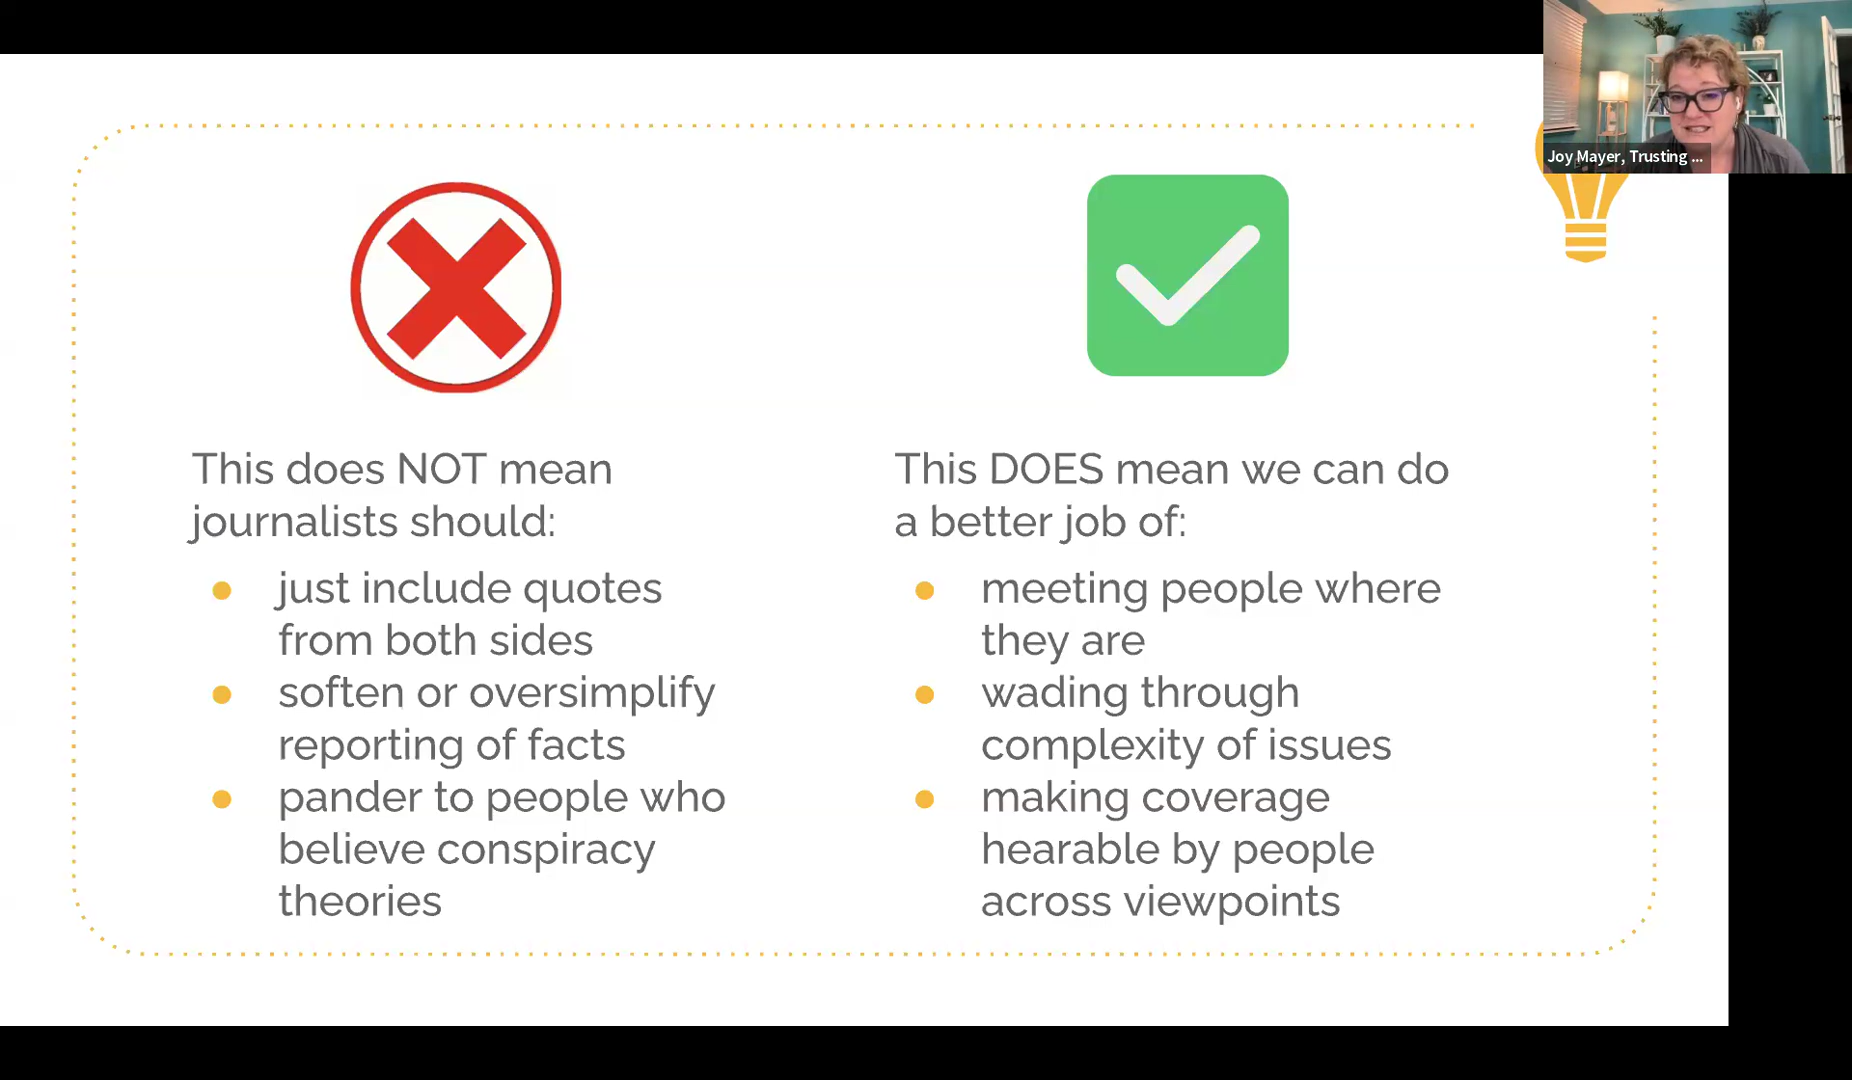 Joy Mayer, Trusting ...
This does NOT mean
journalists should:
● just include quotes
from both sides
● soften or oversimplify
reporting of facts
● pander to people who
believe conspiracy
theories
This DOES mean we can do
a better job of:
● meeting people where
they are
● wading through
complexity of issues
● making coverage
hearable by people
across viewpoints